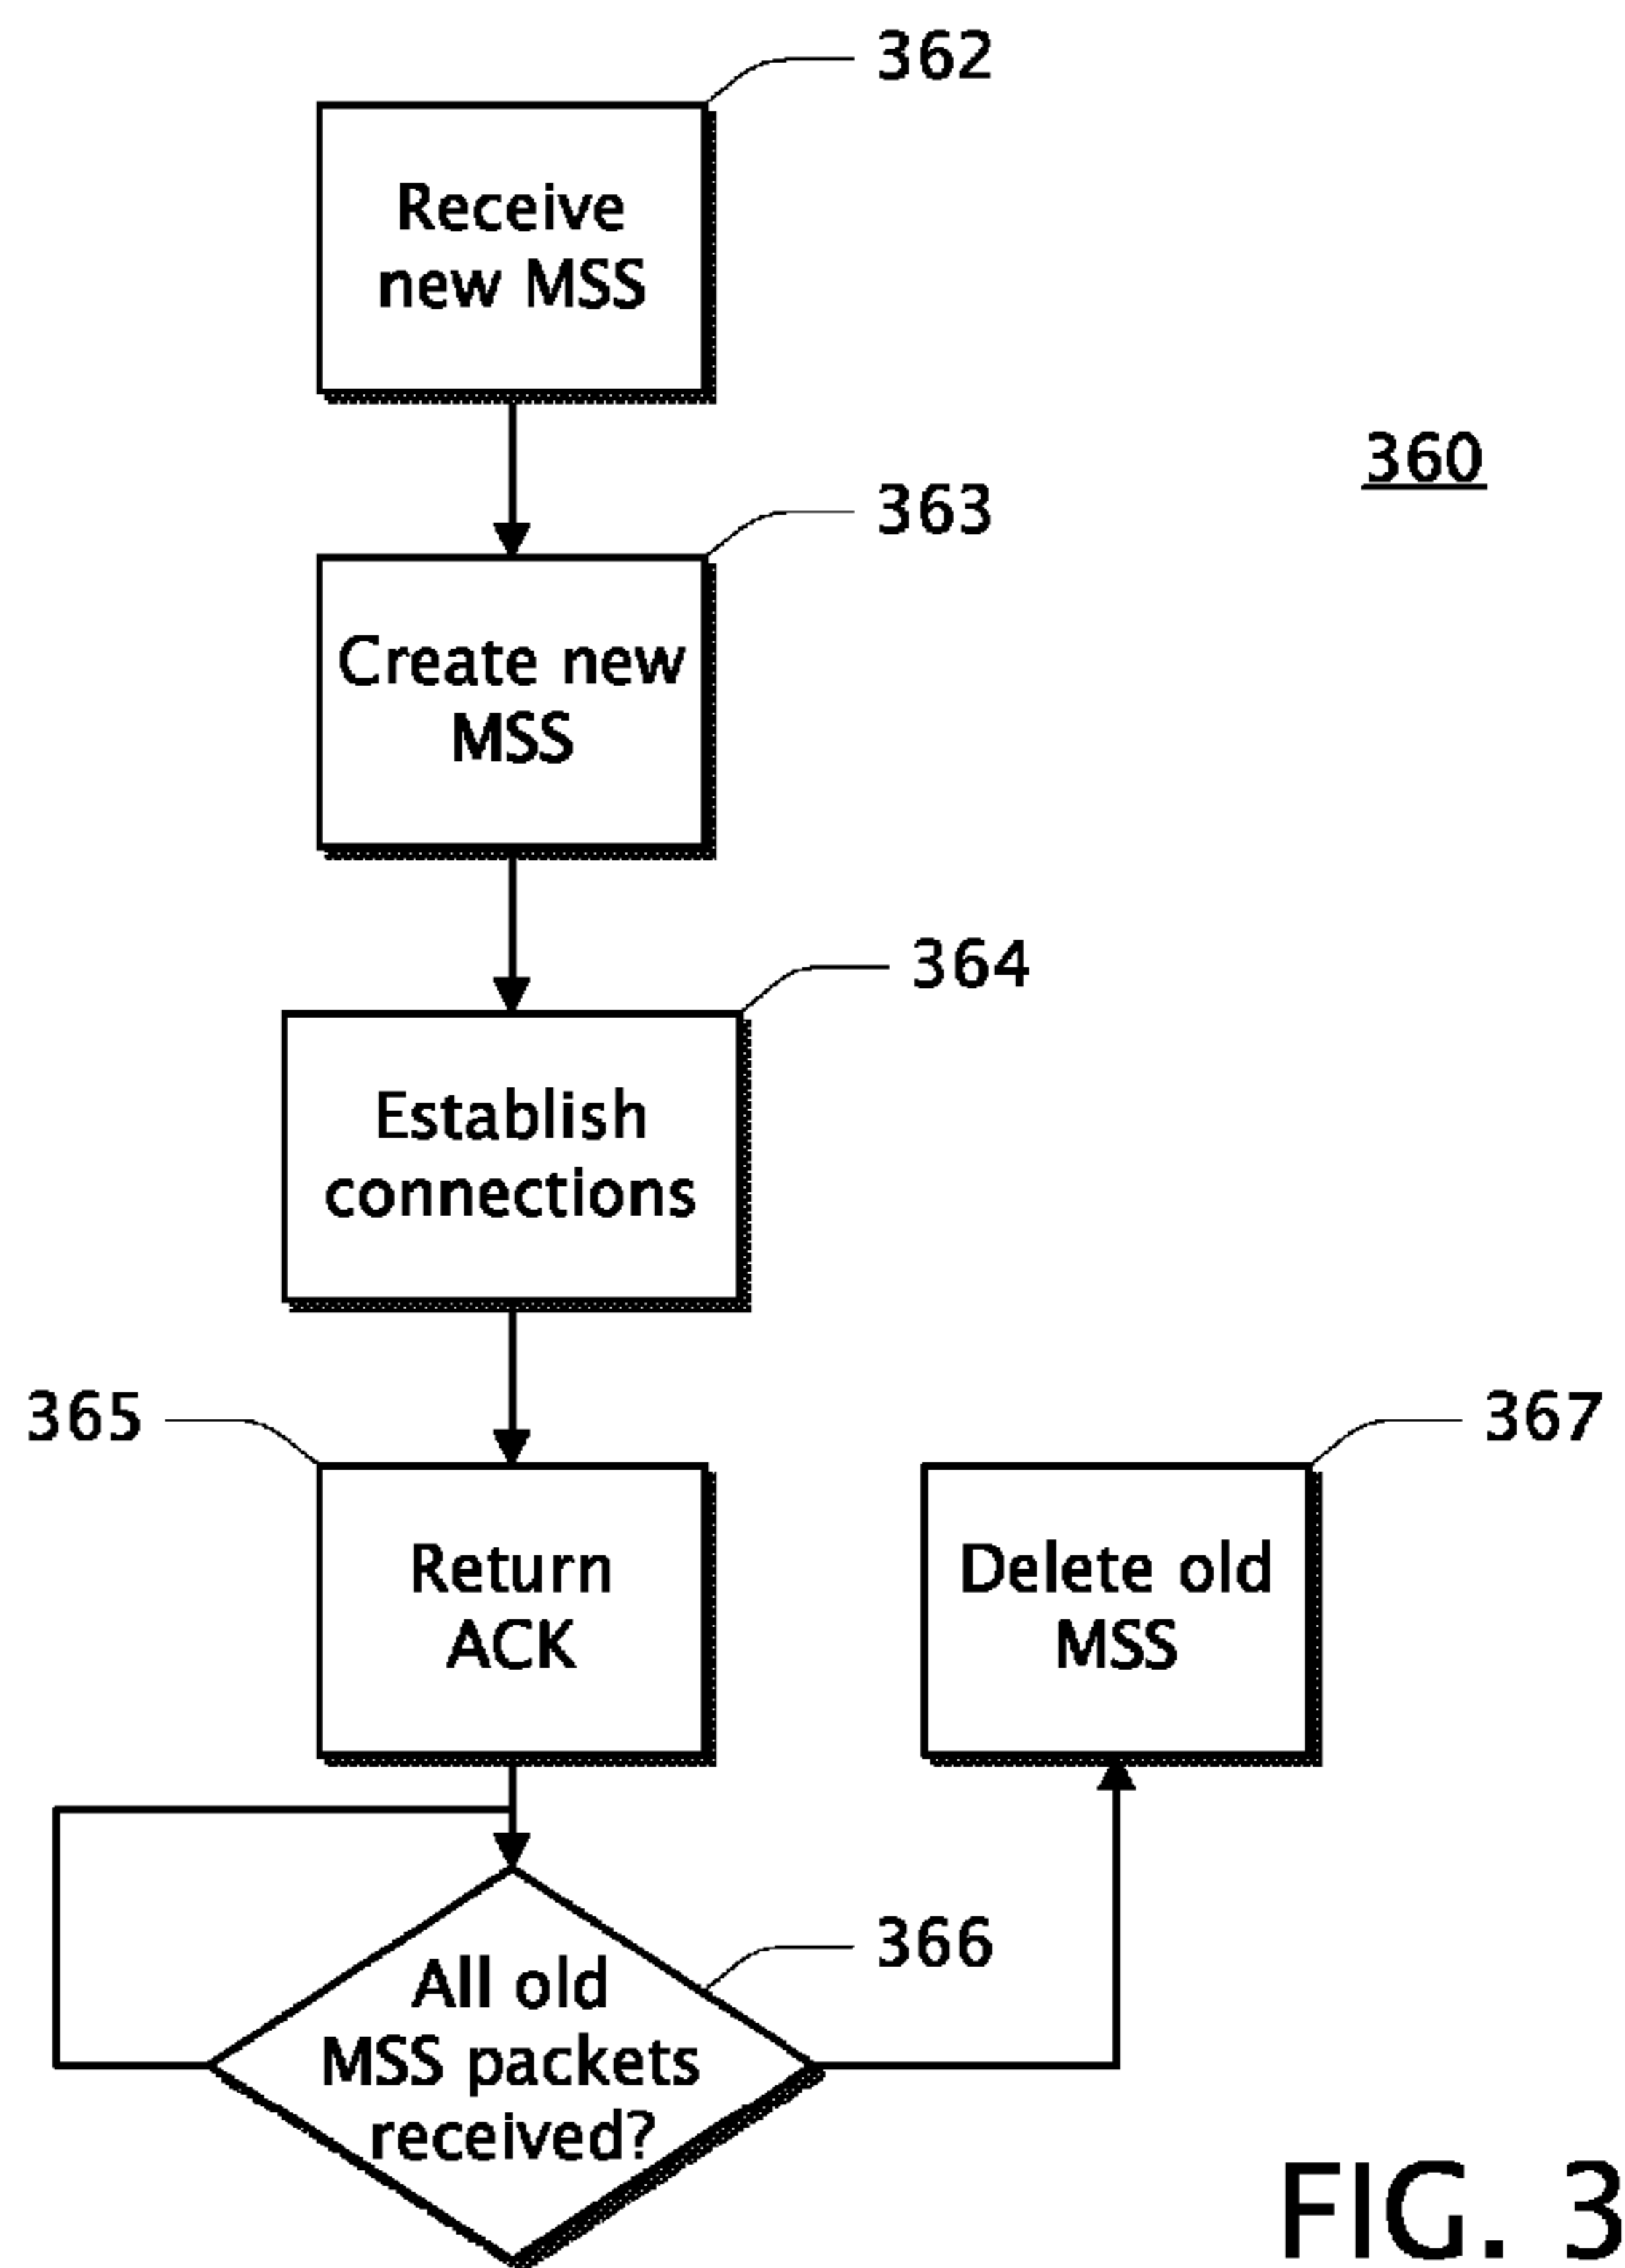 362
Receive
new MSS
360
363
Create new
MSS
364
Establish
connections
365
Return
ACK
367
Delete old
MSS
366
All old
MSS packets
received?
FIG. 3